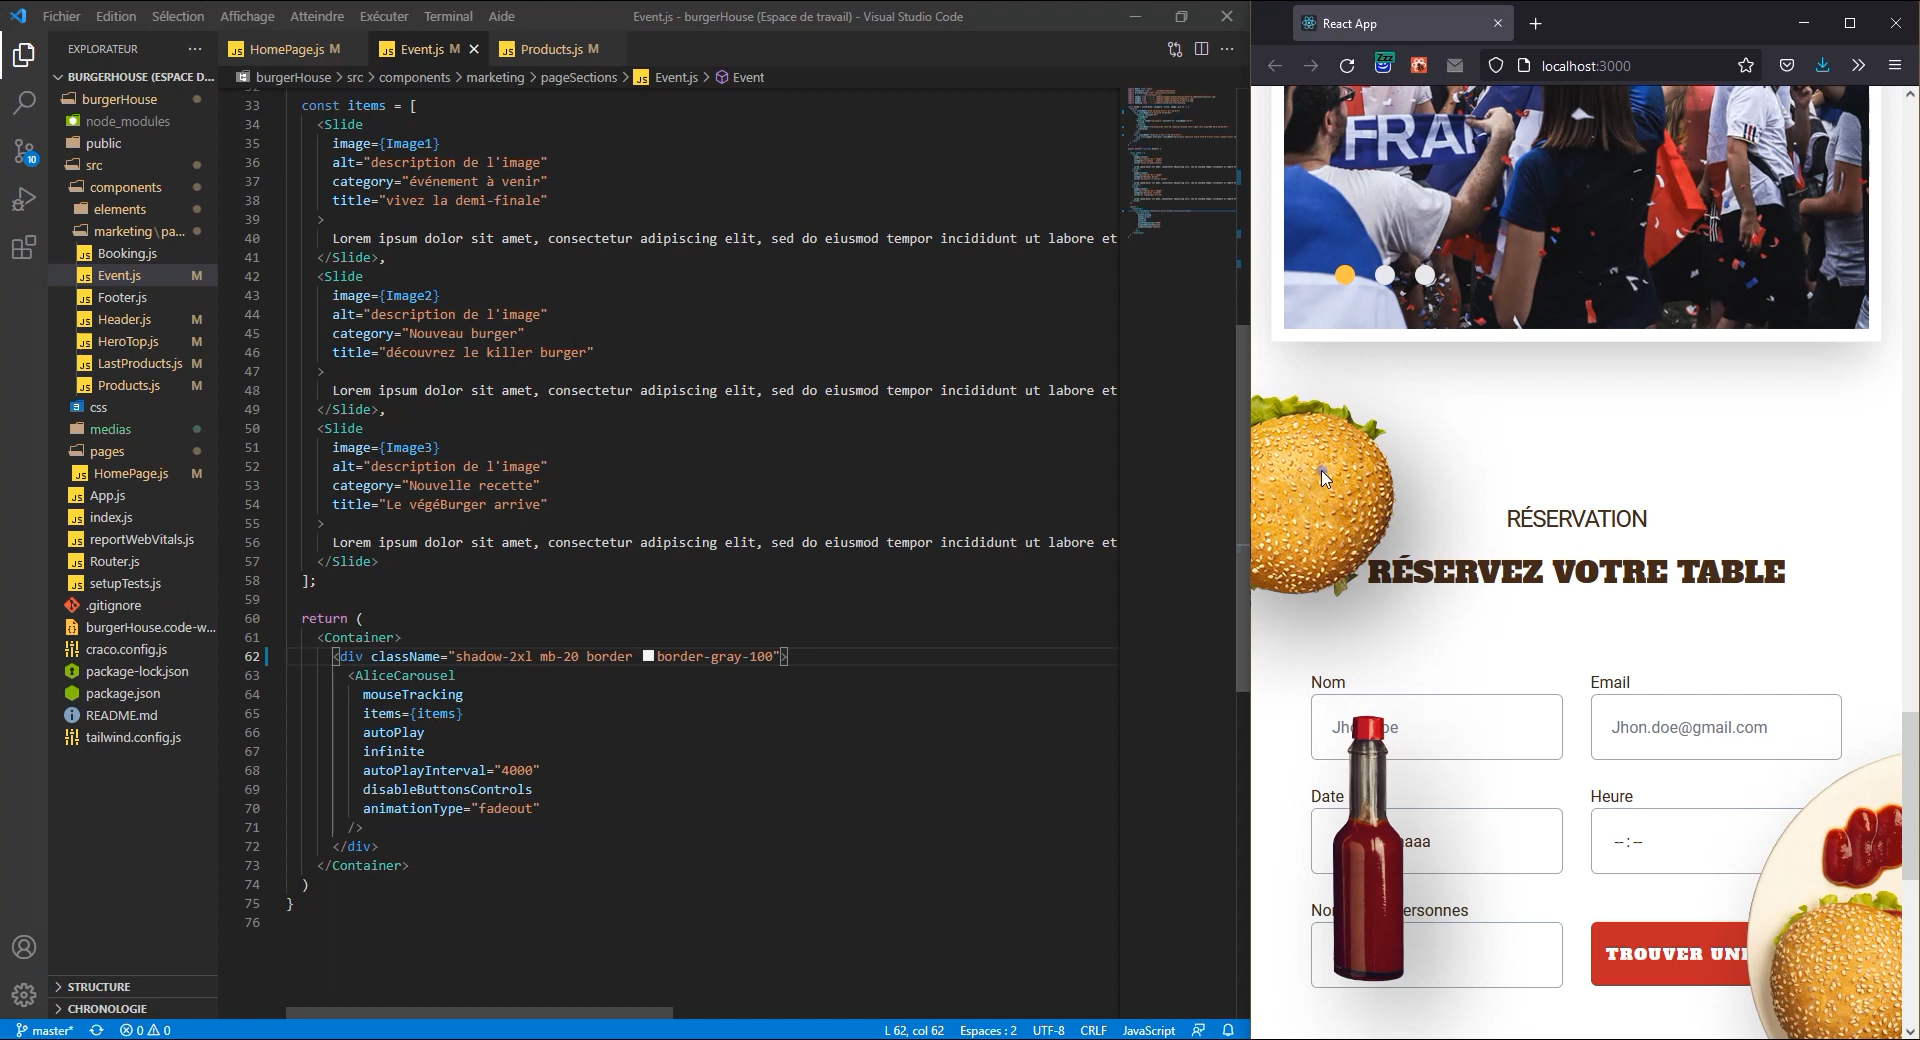 Fichier Edition Sélection Affichage Atteindre Exécuter Terminal Aide
Event.js - burgerHouse (Espace de travail) - Visual Studio Code
EXPLORATEUR
BURGERHOUSE (ESPACE D...
burgerHouse
node_modules
public
src
components
elements
marketing \ pa...
Booking.js
Event.js M
Footer.js
Header.js M
HeroTop.js M
LastProducts.js M
Products.js M
css
medias
pages
HomePage.js M
App.js
index.js
reportWebVitals.js
Router.js
setupTests.js
.gitignore
burgerHouse.code-w...
craco.config.js
package-lock.json
package.json
README.md
tailwind.config.js
STRUCTURE
CHRONOLOGIE
10
HomePage.js M
Event.js M
Products.js M
burgerHouse > src > components > marketing > pageSections > Event.js > Event
33 const items = [
34 <Slide
35 image={Image1}
36 alt="description de l'image"
37 category="événement à venir"
38 title="vivez la demi-finale"
39 >
40 Lorem ipsum dolor sit amet, consectetur adipiscing elit, sed do eiusmod tempor incididunt ut labore et
41 </Slide>,
42 <Slide
43 image={Image2}
44 alt="description de l'image"
45 category="Nouveau burger"
46 title="découvrez le killer burger"
47 >
48 Lorem ipsum dolor sit amet, consectetur adipiscing elit, sed do eiusmod tempor incididunt ut labore et
49 </Slide>,
50 <Slide
51 image={Image3}
52 alt="description de l'image"
53 category="Nouvelle recette"
54 title="Le végéBurger arrive"
55 >
56 Lorem ipsum dolor sit amet, consectetur adipiscing elit, sed do eiusmod tempor incididunt ut labore et
57 </Slide>
58 ];
59
60 return (
61 <Container>
62 <div className="shadow-2xl mb-20 border border-gray-100">
63 <AliceCarousel
64 mouseTracking
65 items={items}
66 autoPlay
67 infinite
68 autoPlayInterval="4000"
69 disableButtonsControls
70 animationType="fadeout"
71 />
72 </div>
73 </Container>
74 )
75 }
76
master* 0 0
L 62, col 62 Espaces : 2 UTF-8 CRLF JavaScript
React App
localhost:3000
FRAN
RÉSERVATION
RÉSERVEZ VOTRE TABLE
Nom
Email
Jhon.doe@gmail.com
Date
Heure
--:--
TROUVER